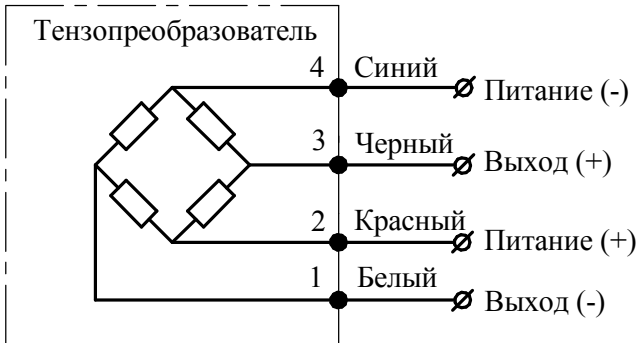 Тензопреобразователь
4 Синий
Питание (-)
3 Черный
Выход (+)
2 Красный
Питание (+)
1 Белый
Выход (-)